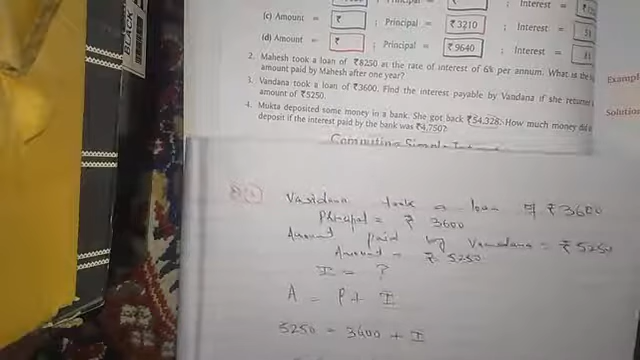 BLACK
(c) Amount = ₹ ; Principal = ₹3210 ; Interest =
(d) Amount = ₹ ; Principal = ₹9640 ; Interest =
2. Mahesh took a loan of ₹8250 at the rate of interest of 6% per annum. What is the
amount paid by Mahesh after one year?
3. Vandana took a loan of ₹3600. Find the interest payable by Vandana if she returns
amount of ₹5250.
4. Mukta deposited some money in a bank. She got back ₹54,328. How much money did
deposit if the interest paid by the bank was ₹4,750?
Computing Simple
Exampl
Solution
took a loan of ₹3600
Principal = ₹ 3600
Amount paid by Vandana = ₹5250
Amount = ₹ 5250
I = ?
A = P + I
5250 = 3600 + I